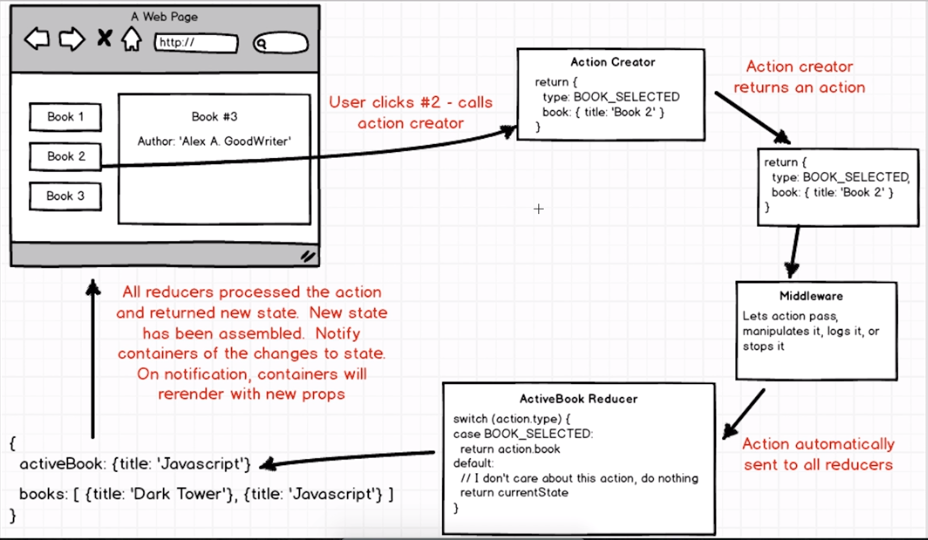 A Web Page
http://
Book 1
Book 2
Book 3
Book #3
Author: 'Alex A. GoodWriter'
User clicks #2 - calls
action creator
Action Creator
return {
type: BOOK_SELECTED
book: { title: 'Book 2' }
}
Action creator
returns an action
return {
type: BOOK_SELECTED,
book: { title: 'Book 2' }
}
Middleware
Lets action pass,
manipulates it, logs it, or
stops it
Action automatically
sent to all reducers
ActiveBook Reducer
switch (action.type) {
case BOOK_SELECTED:
return action.book
default:
// I don't care about this action, do nothing
return currentState
}
{
activeBook: {title: 'Javascript'}
books: [ {title: 'Dark Tower'}, {title: 'Javascript'} ]
}
All reducers processed the action
and returned new state. New state
has been assembled. Notify
containers of the changes to state.
On notification, containers will
rerender with new props